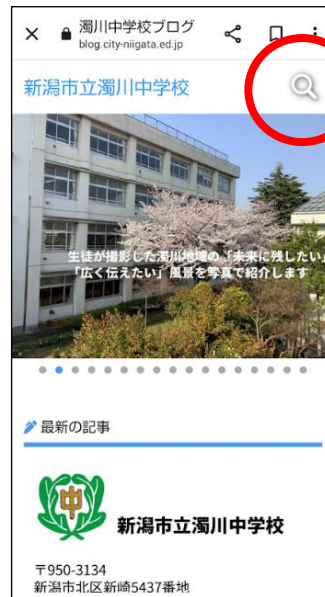 濁川中学校ブログ
blog.city-niigata.ed.jp
新潟市立濁川中学校
生徒が撮影した濁川地域の「未来に残したい」
「広く伝えたい」風景を写真で紹介します
最新の記事
中
新潟市立濁川中学校
〒950-3134
新潟市北区新崎5437番地